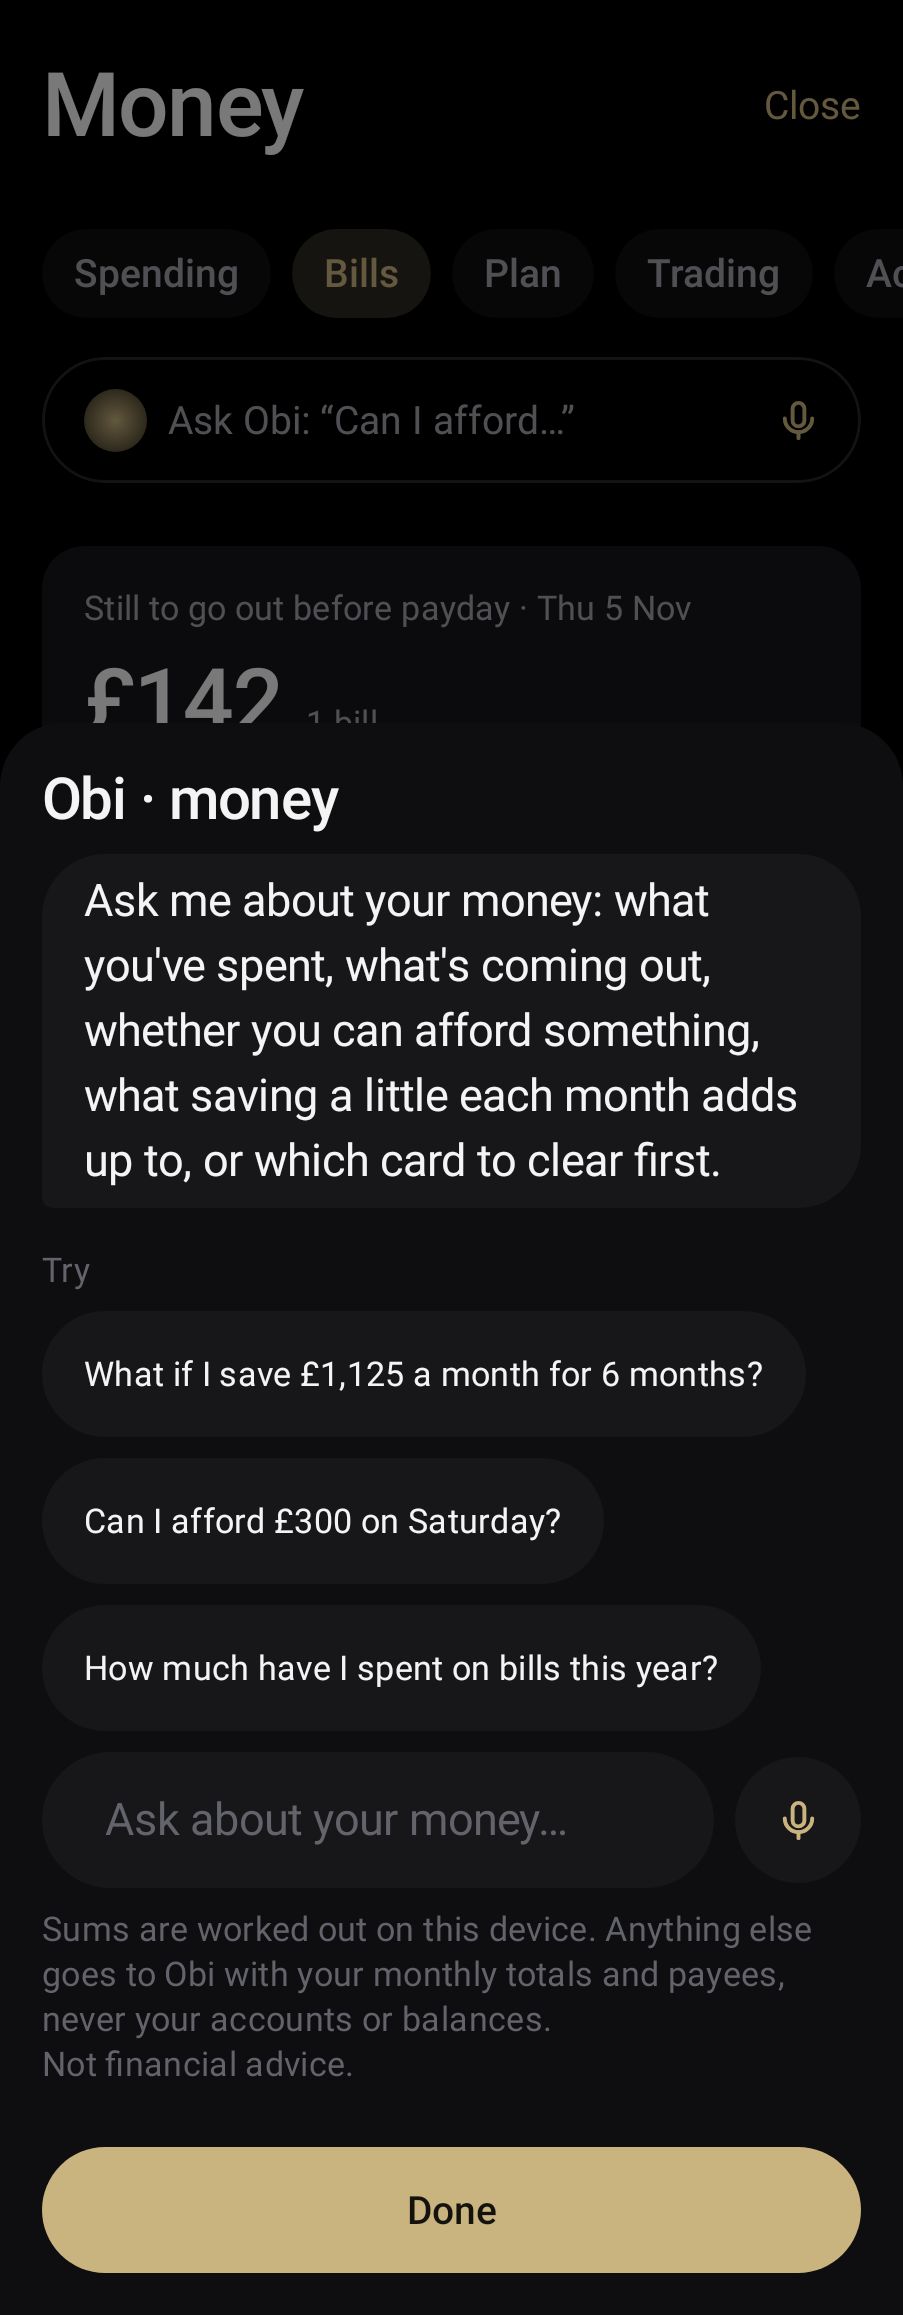 Money
Close
Spending
Bills
Plan
Trading
Ask Obi: “Can I afford…”
Still to go out before payday · Thu 5 Nov
£142 1 bill
Obi · money
Ask me about your money: what
you've spent, what's coming out,
whether you can afford something,
what saving a little each month adds
up to, or which card to clear first.
Try
What if I save £1,125 a month for 6 months?
Can I afford £300 on Saturday?
How much have I spent on bills this year?
Ask about your money…
Sums are worked out on this device. Anything else
goes to Obi with your monthly totals and payees,
never your accounts or balances.
Not financial advice.
Done